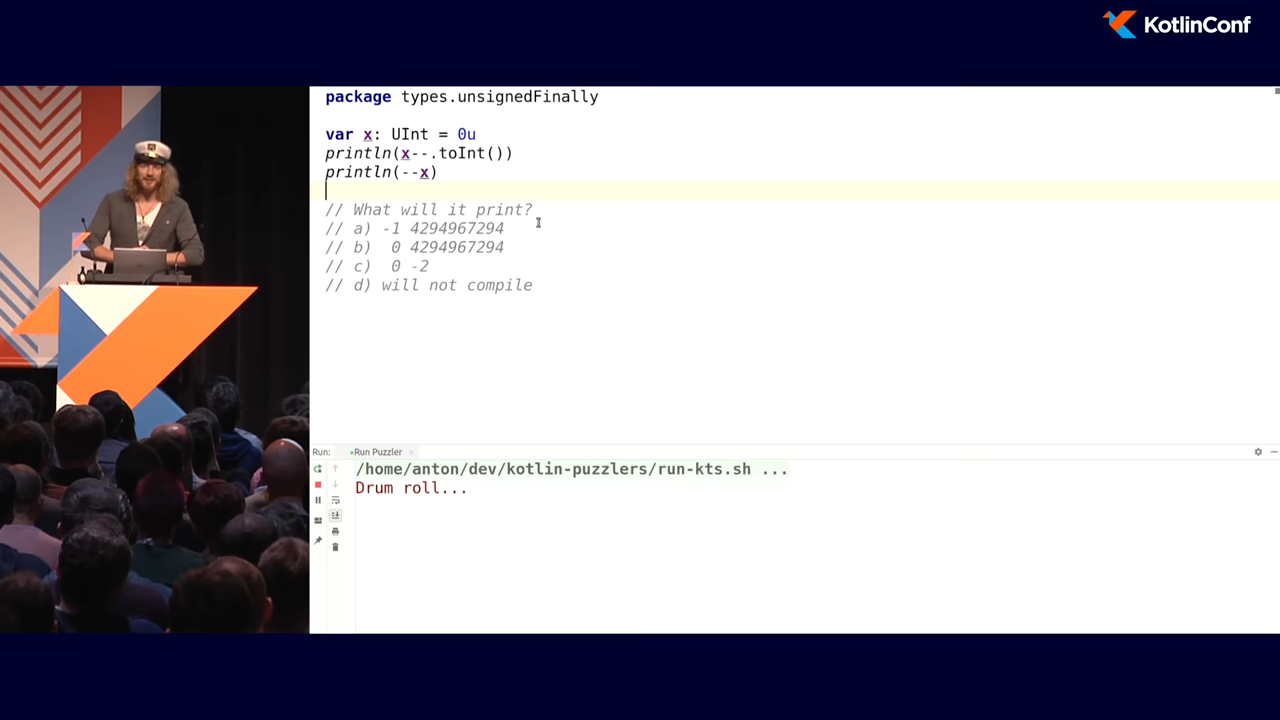 KotlinConf
package types.unsignedFinally
var x: UInt = 0u
println(x--.toInt())
println(--x)
// What will it print?
// a) -1 4294967294
// b)  0 4294967294
// c)  0 -2
// d) will not compile
Run: Run Puzzler
/home/anton/dev/kotlin-puzzlers/run-kts.sh ...
Drum roll...